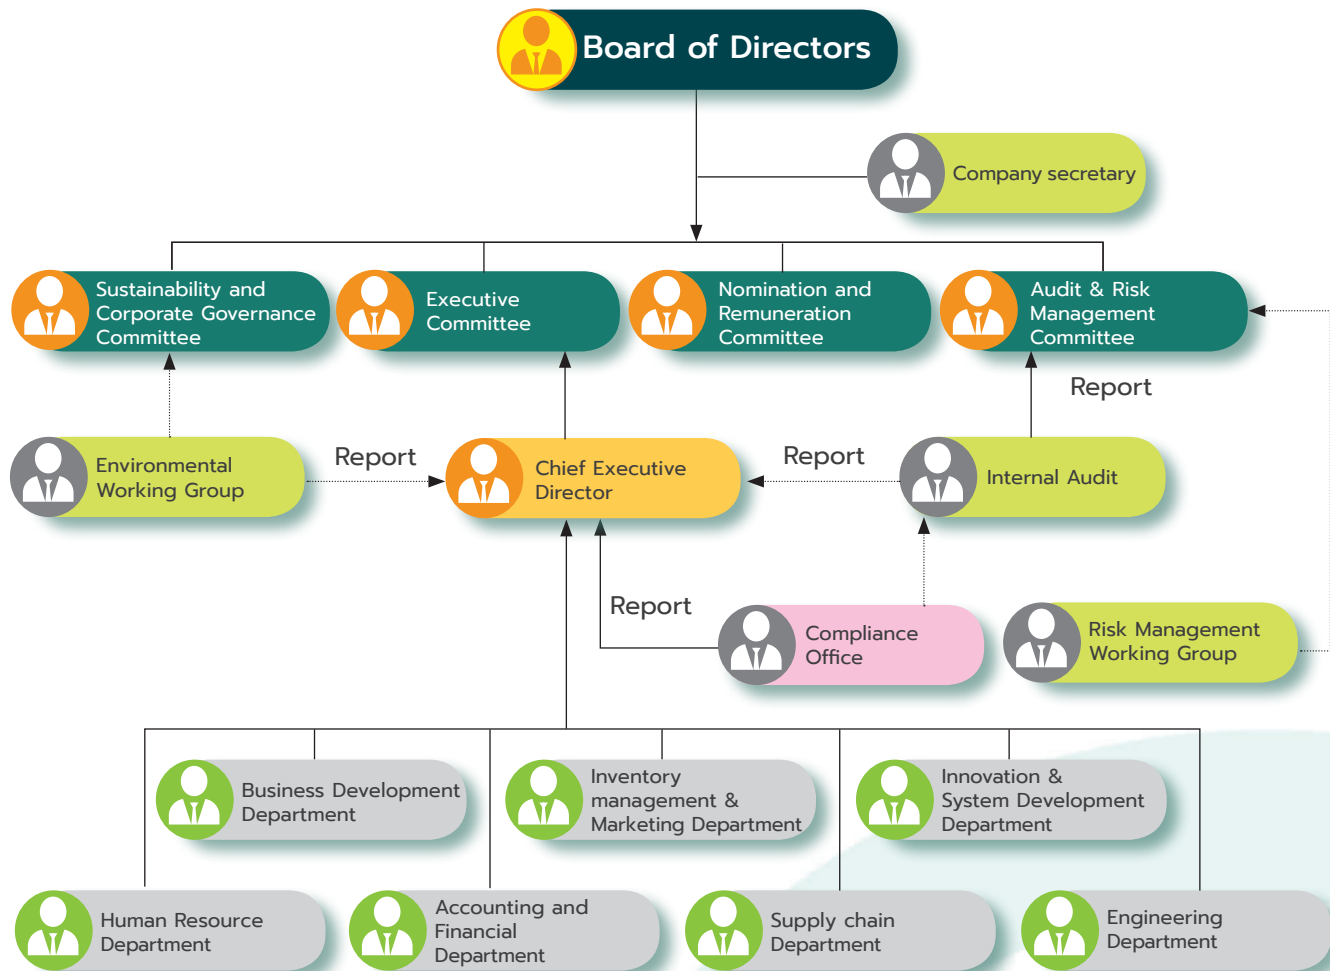 Board of Directors
Company secretary
Sustainability and
Corporate Governance
Committee
Executive
Committee
Nomination and
Remuneration
Committee
Audit & Risk
Management
Committee
Report
Environmental
Working Group
Report
Chief Executive
Director
Report
Internal Audit
Report
Compliance
Office
Risk Management
Working Group
Business Development
Department
Inventory
management &
Marketing Department
Innovation &
System Development
Department
Human Resource
Department
Accounting and
Financial
Department
Supply chain
Department
Engineering
Department